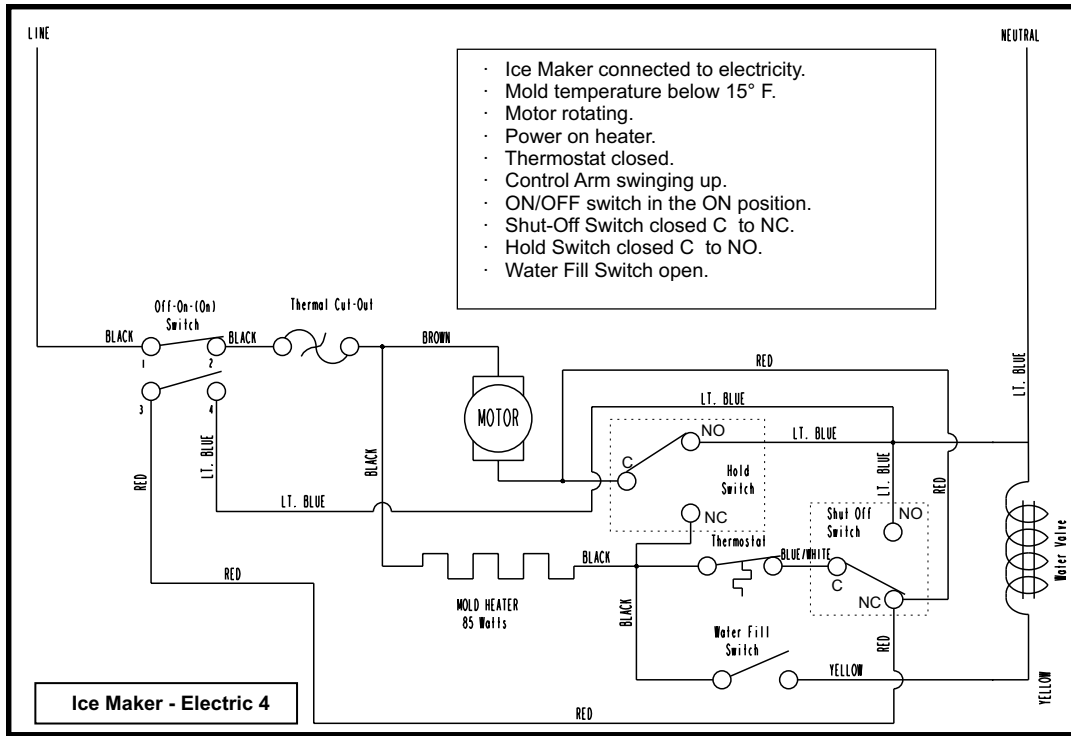 LINE
NEUTRAL
· Ice Maker connected to electricity.
· Mold temperature below 15° F.
· Motor rotating.
· Power on heater.
· Thermostat closed.
· Control Arm swinging up.
· ON/OFF switch in the ON position.
· Shut-Off Switch closed C to NC.
· Hold Switch closed C to NO.
· Water Fill Switch open.
Off-On-(On)
Switch
Thermal Cut-Out
BLACK
BLACK
BROWN
1
2
3
4
RED
LT. BLUE
LT. BLUE
MOTOR
NO
LT. BLUE
C
Hold
Switch
NC
LT. BLUE
RED
LT. BLUE
RED
BLACK
LT. BLUE
Shut Off
Switch
NO
Thermostat
BLUE/WHITE
BLACK
C
NC
Water Valve
RED
MOLD HEATER
85 Watts
BLACK
Water Fill
Switch
RED
YELLOW
YELLOW
Ice Maker - Electric 4
RED